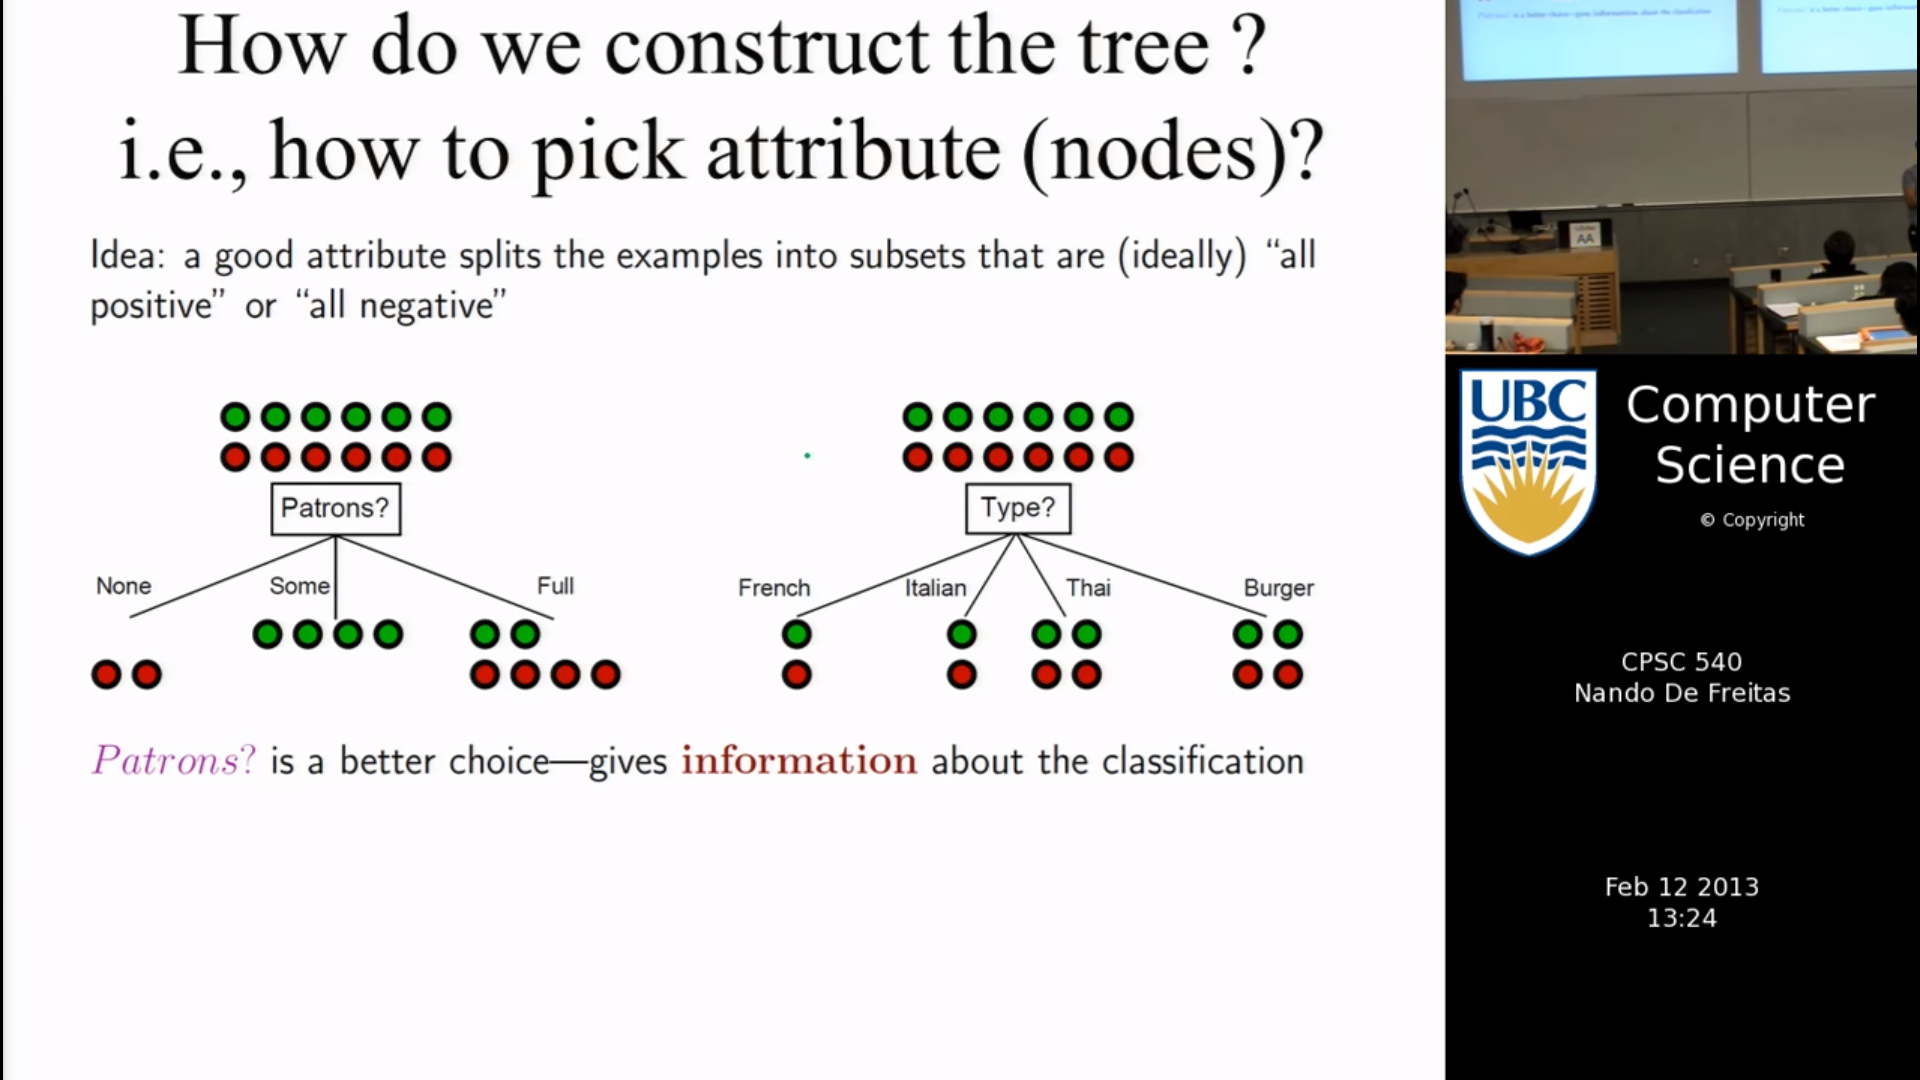 How do we construct the tree ?
i.e., how to pick attribute (nodes)?
Idea: a good attribute splits the examples into subsets that are (ideally) “all
positive” or “all negative”
Patrons?
None
Some
Full
Type?
French
Italian
Thai
Burger
Patrons? is a better choice—gives information about the classification
AA
UBC
Computer
Science
© Copyright
CPSC 540
Nando De Freitas
Feb 12 2013
13:24